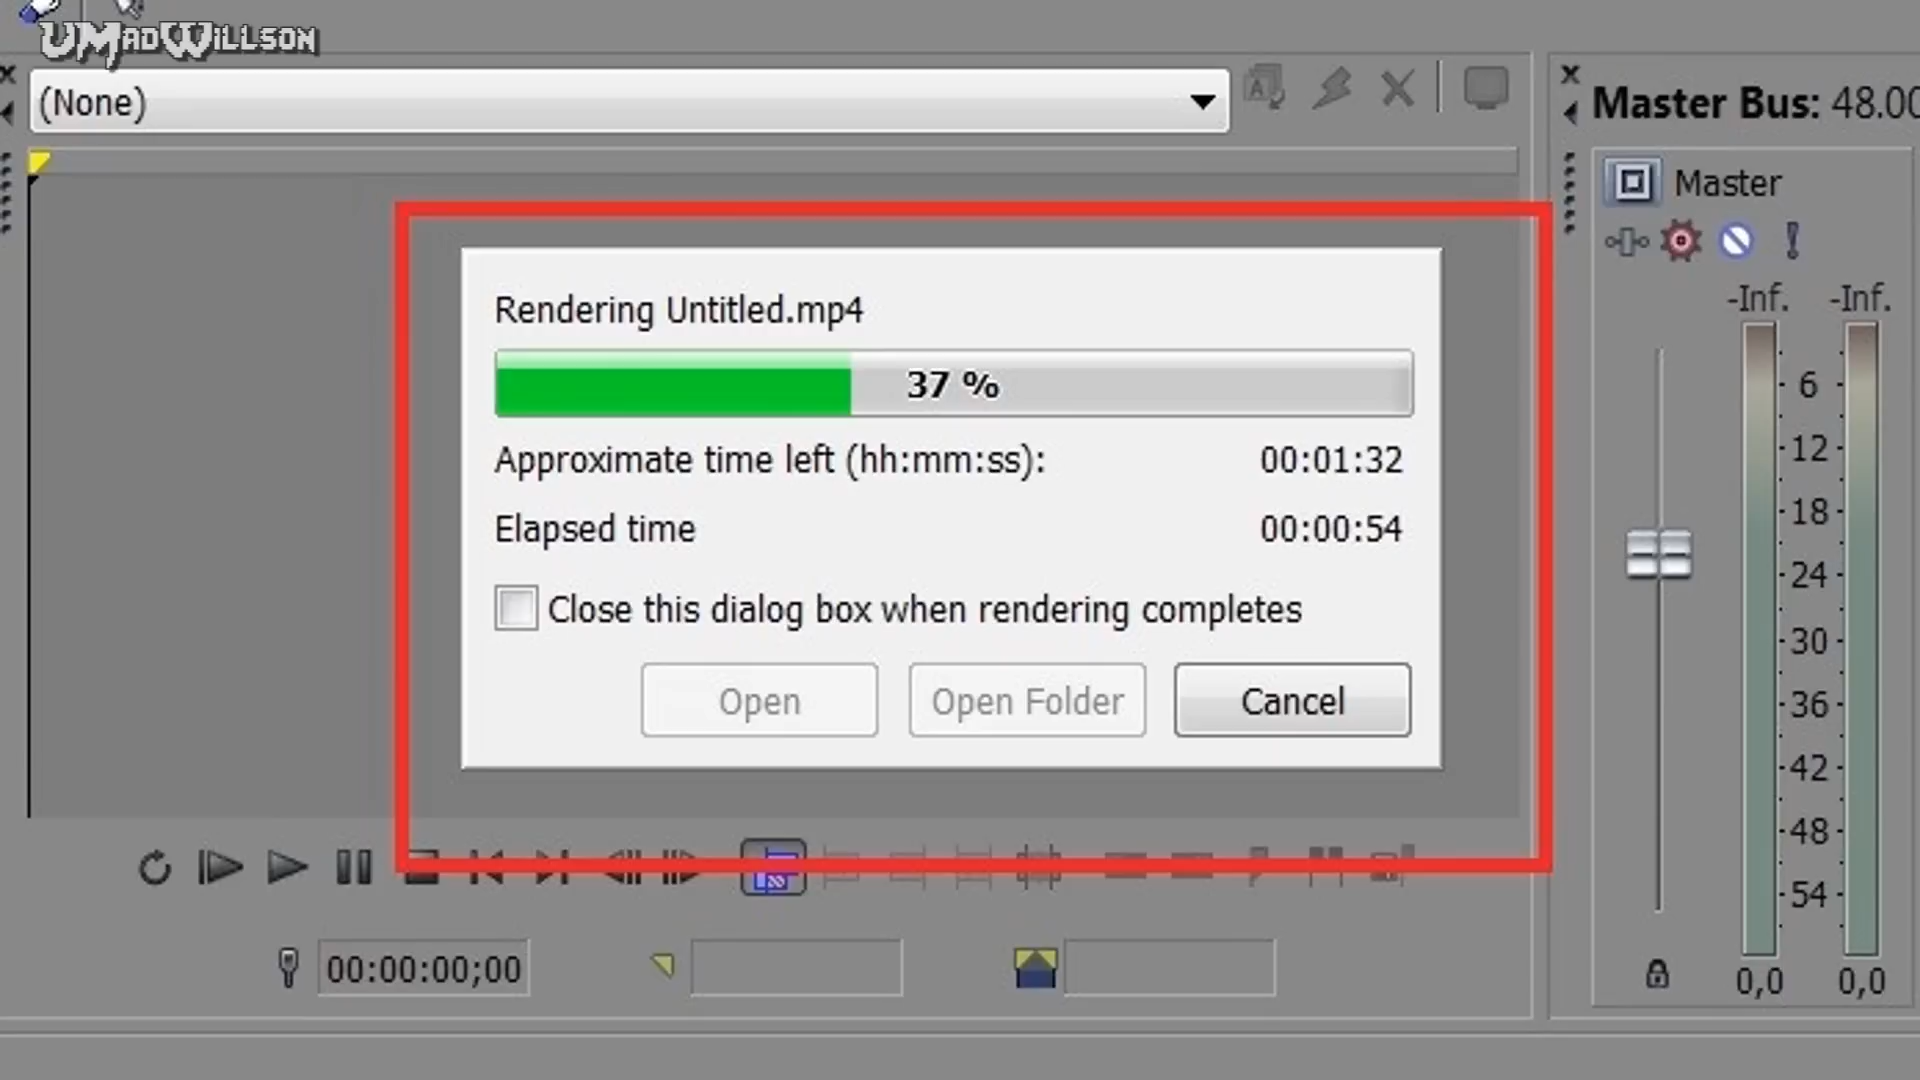 UMadWillson
(None)
Master Bus: 48.00
Master
-Inf. -Inf.
Rendering Untitled.mp4
37 %
Approximate time left (hh:mm:ss): 00:01:32
Elapsed time 00:00:54
Close this dialog box when rendering completes
Open Open Folder Cancel
6
12
18
24
30
36
42
48
54
00:00:00;00
0,0 0,0